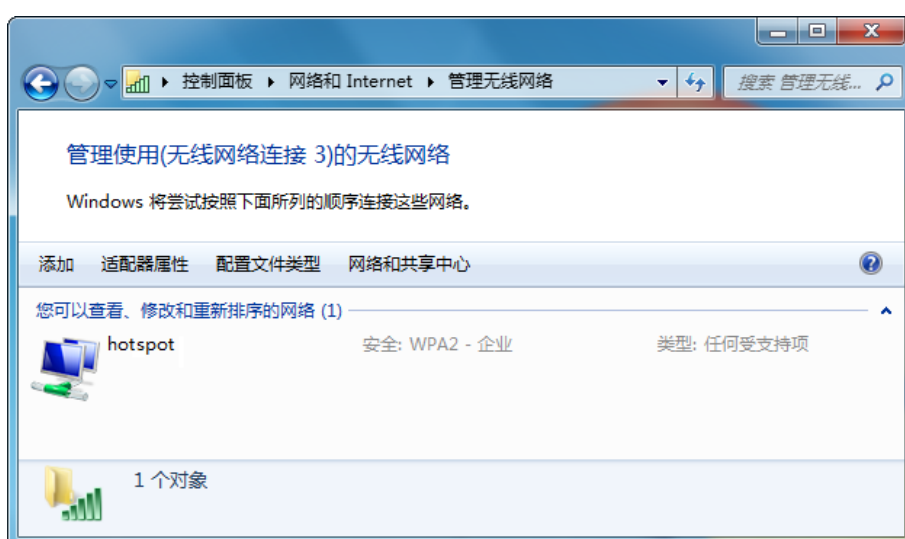 控制面板 ▸ 网络和 Internet ▸ 管理无线网络 搜索 管理无线...
管理使用(无线网络连接 3)的无线网络
Windows 将尝试按照下面所列的顺序连接这些网络。
添加 适配器属性 配置文件类型 网络和共享中心
您可以查看、修改和重新排序的网络 (1)
hotspot 安全: WPA2 - 企业 类型: 任何受支持项
1 个对象